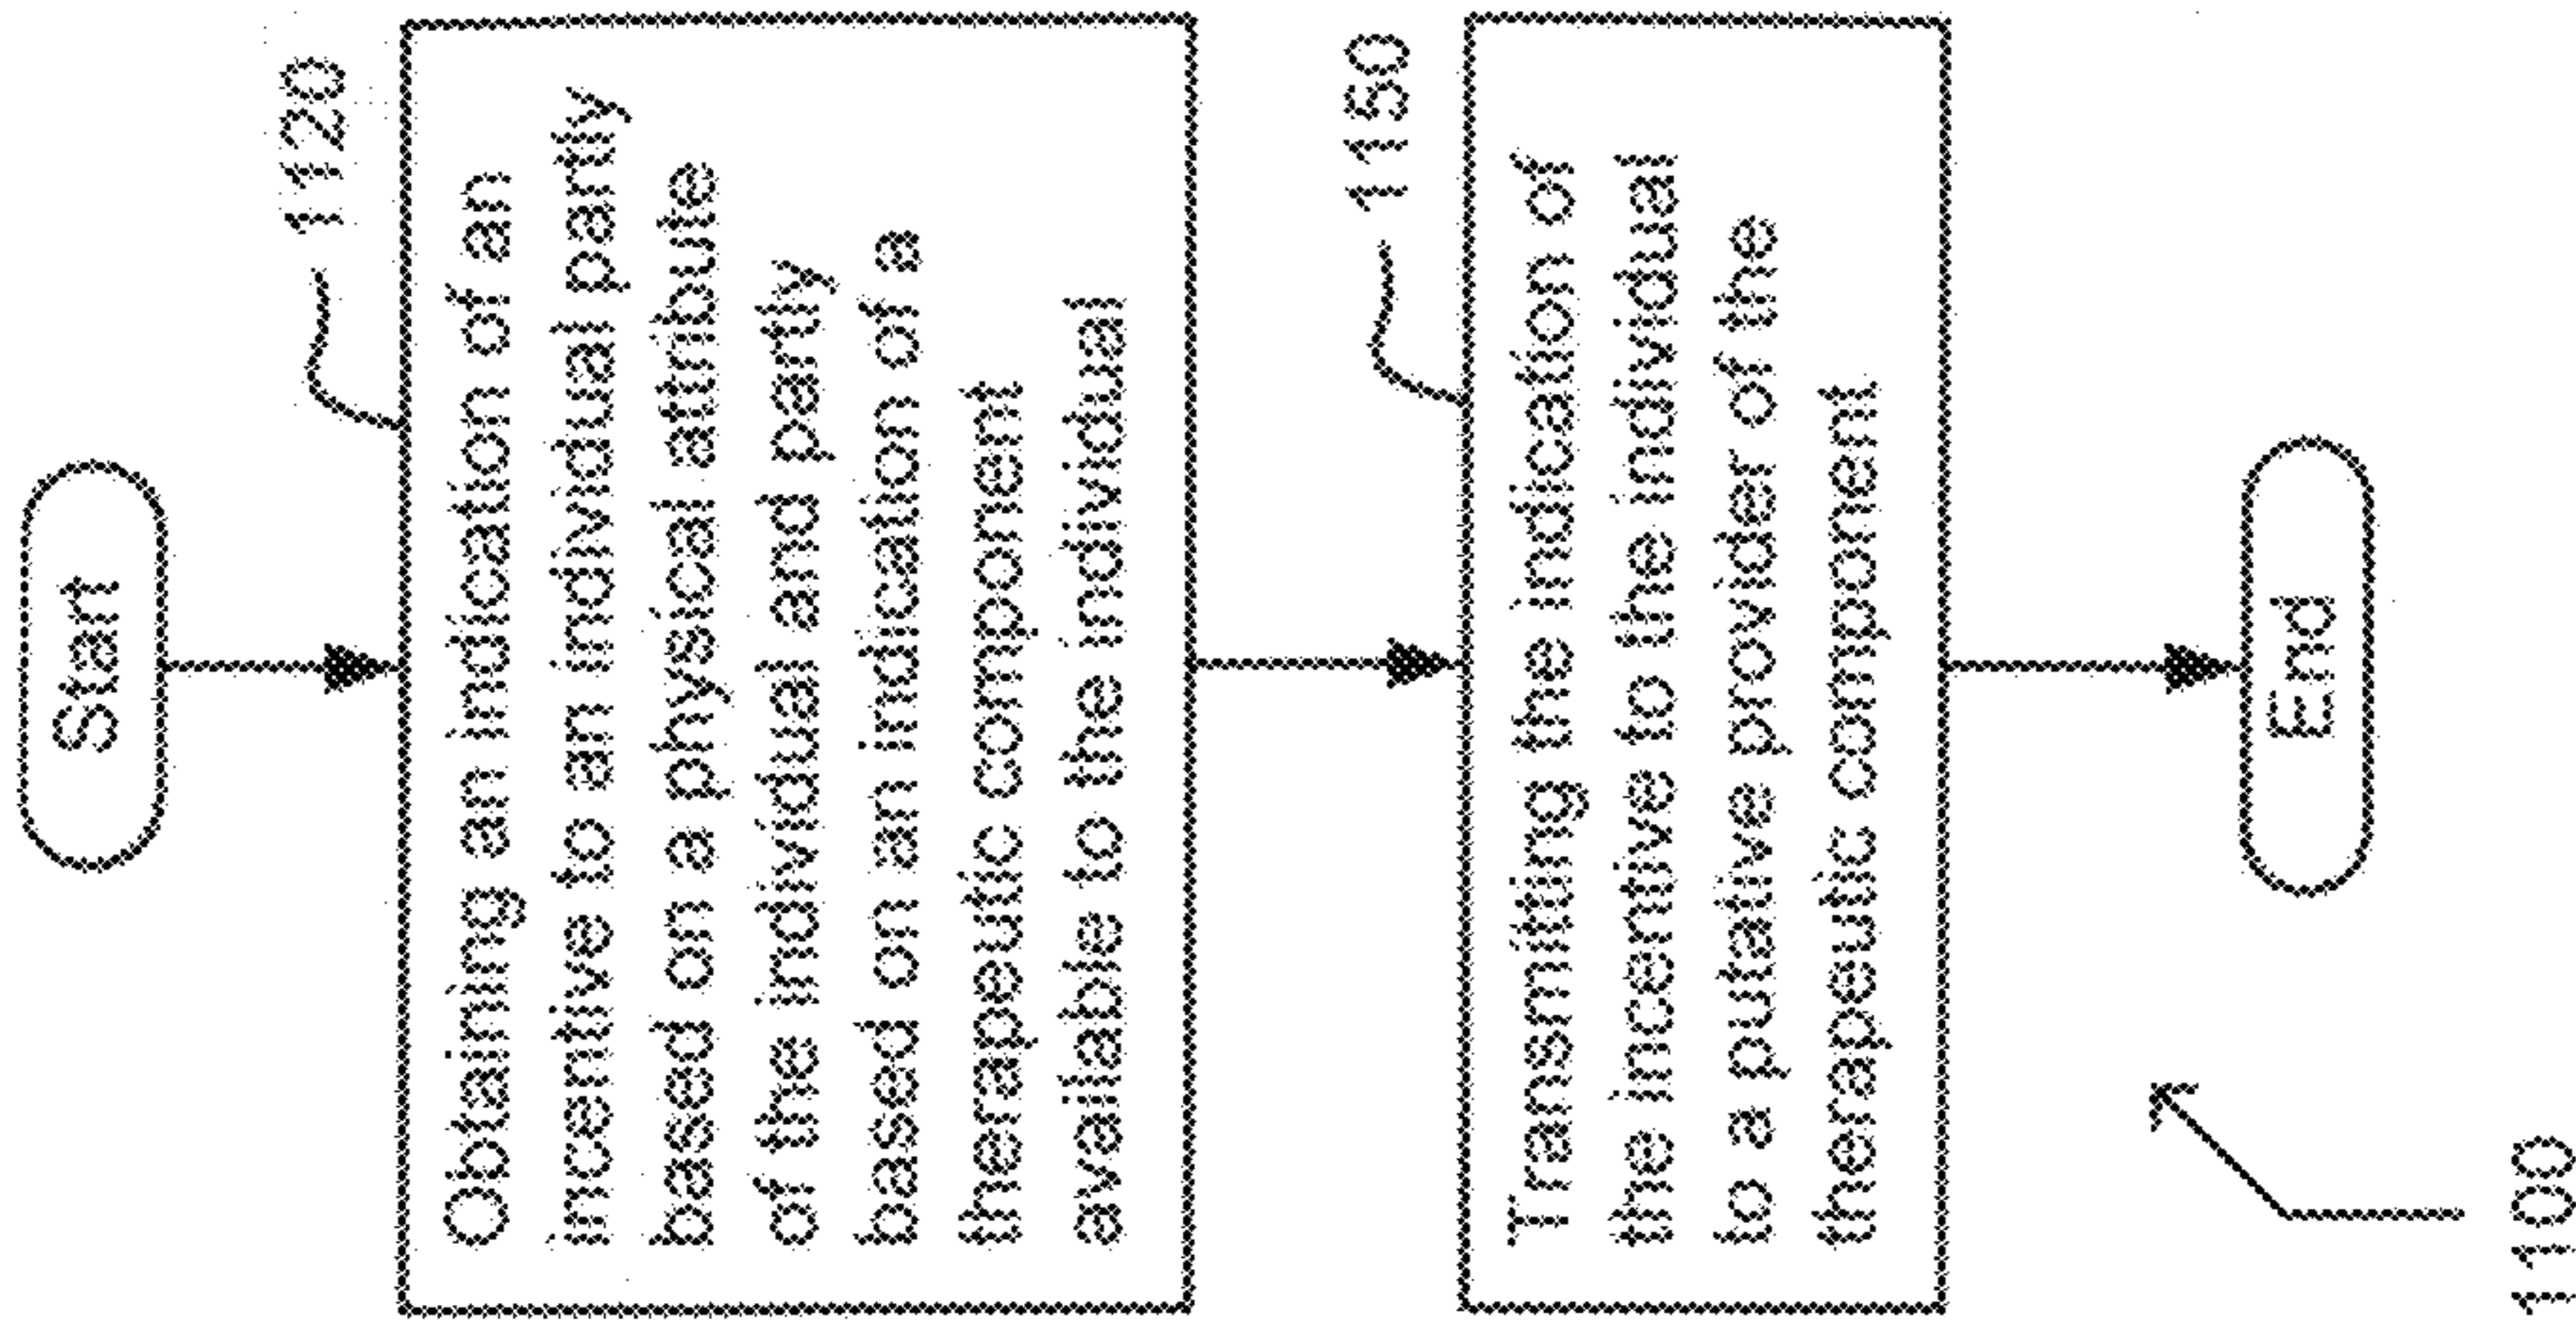 Start
1120
Obtaining an indication of an
incentive to an individual partly
based on a physical attribute
of the individual and partly
based on an indication of a
therapeutic component
available to the individual
1150
Transmitting the indication of
the incentive to the individual
to a putative provider of the
therapeutic component
End
1100